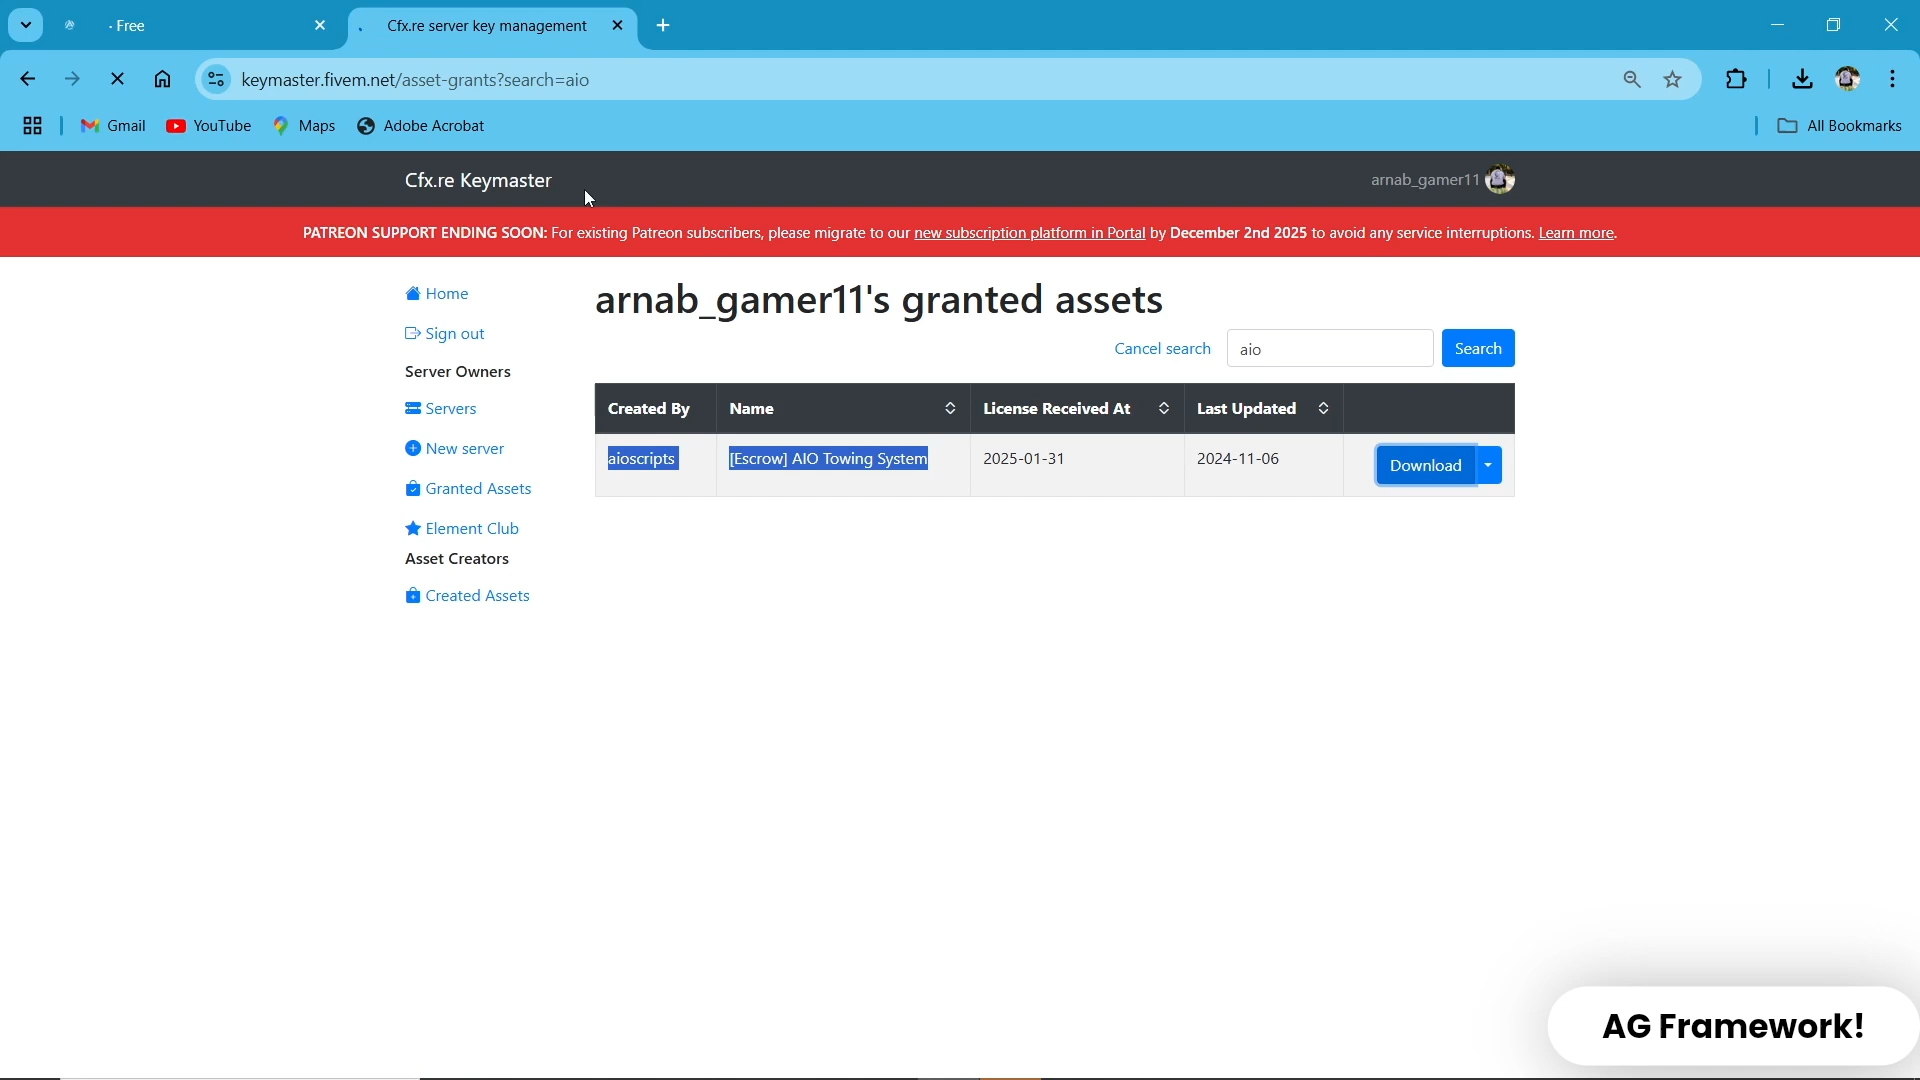 · Free
Cfx.re server key management
keymaster.fivem.net/asset-grants?search=aio
Gmail
YouTube
Maps
Adobe Acrobat
All Bookmarks
Cfx.re Keymaster
arnab_gamer11
PATREON SUPPORT ENDING SOON: For existing Patreon subscribers, please migrate to our new subscription platform in Portal by December 2nd 2025 to avoid any service interruptions. Learn more.
Home
Sign out
Server Owners
Servers
New server
Granted Assets
Element Club
Asset Creators
Created Assets
arnab_gamer11's granted assets
Cancel search
aio
Search
Created By
Name
License Received At
Last Updated
aioscripts
[Escrow] AIO Towing System
2025-01-31
2024-11-06
Download
AG Framework!